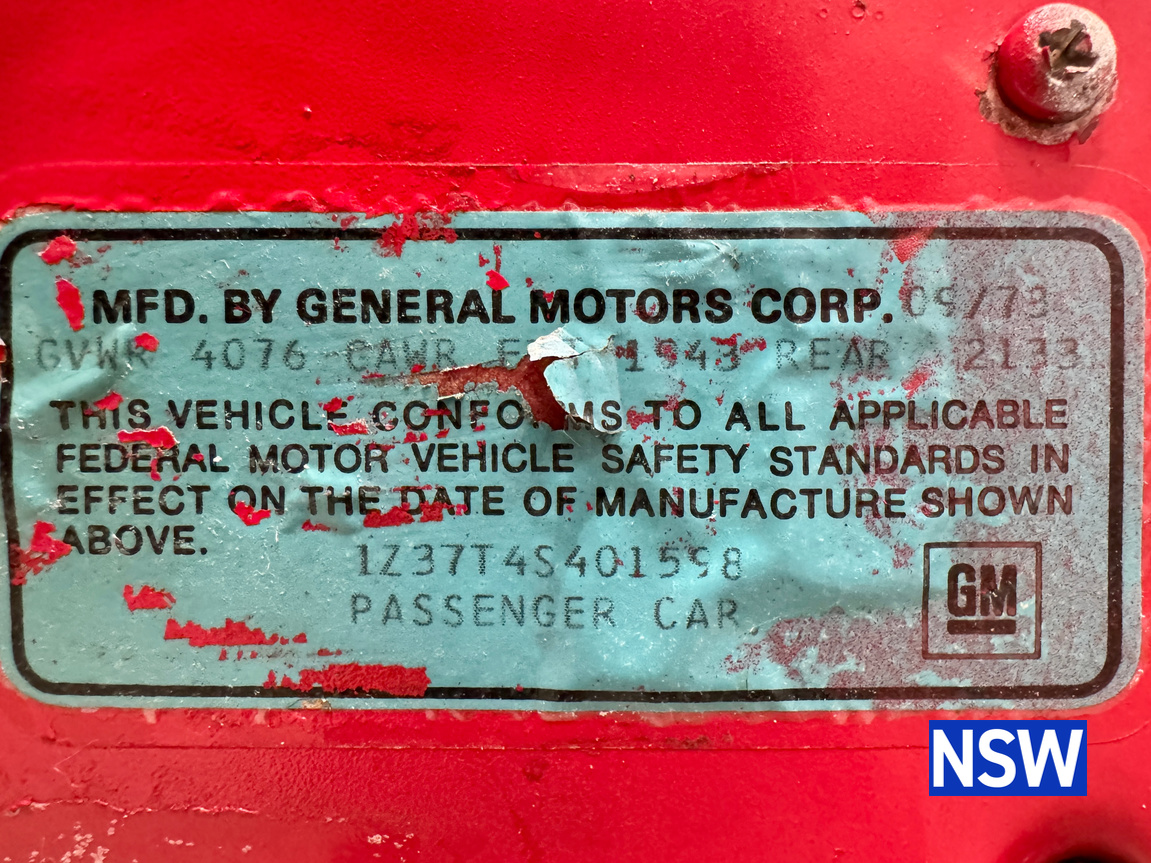 MFD. BY GENERAL MOTORS CORP. 09/73
GVWR 4076 GAWR 1943 REAR 2133
THIS VEHICLE CONFORMS TO ALL APPLICABLE
FEDERAL MOTOR VEHICLE SAFETY STANDARDS IN
EFFECT ON THE DATE OF MANUFACTURE SHOWN
ABOVE.
1Z37T4S401598
PASSENGER CAR
GM
NSW